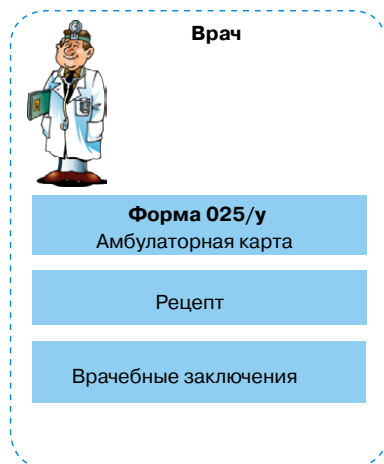 Врач
Форма 025/у
Амбулаторная карта
Рецепт
Врачебные заключения